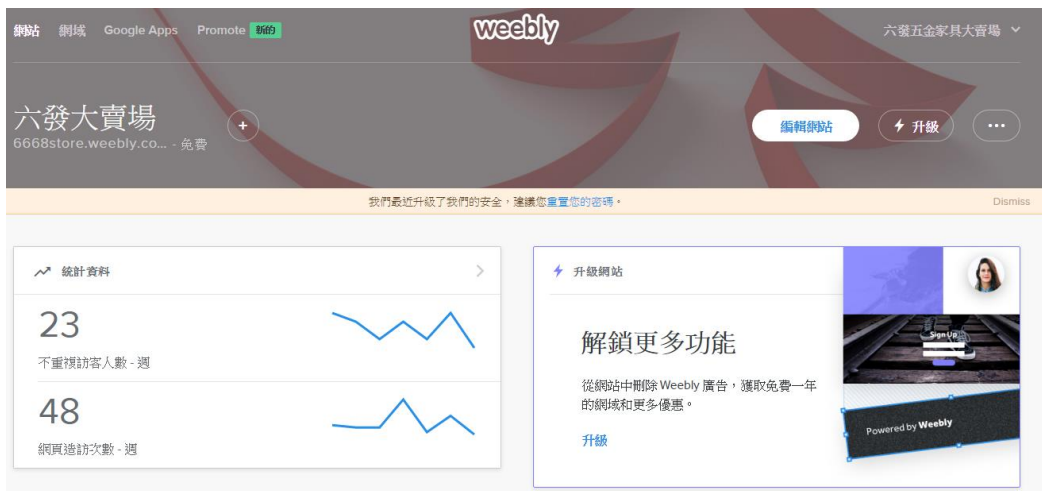 網站 網域 Google Apps Promote 新的 weebly 六發五金家具大賣場
六發大賣場 +
6668store.weebly.co... - 免費
編輯網站 升級 ...
我們最近升級了我們的安全，建議您重置您的密碼。 Dismiss
統計資料
23
不重複訪客人數 - 週
48
網頁造訪次數 - 週
升級網站
解鎖更多功能
從網站中刪除 Weebly 廣告，獲取免費一年
的網域和更多優惠。
升級
Sign Up
Powered by Weebly